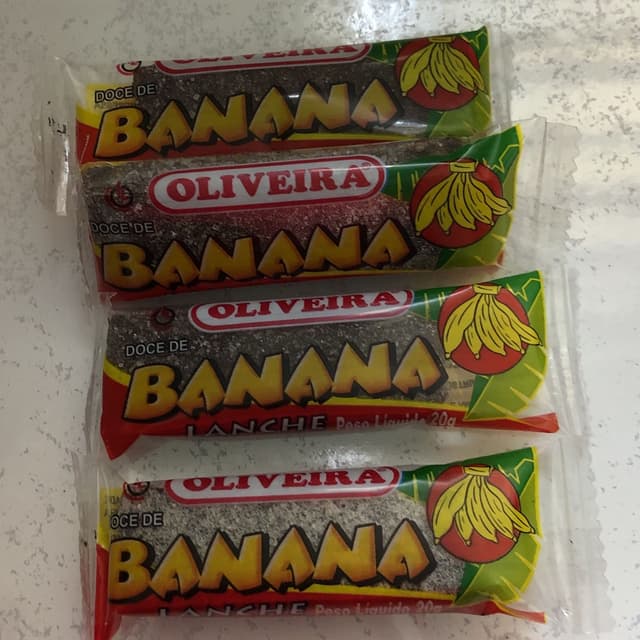 OLIVEIRA
DOCE DE
BANANA
OLIVEIRA
DOCE DE
BANANA
OLIVEIRA
DOCE DE
BANANA
LANCHE Peso Líquido 20g
OLIVEIRA
OCE DE
BANANA
LANCHE Peso Líquido 20g